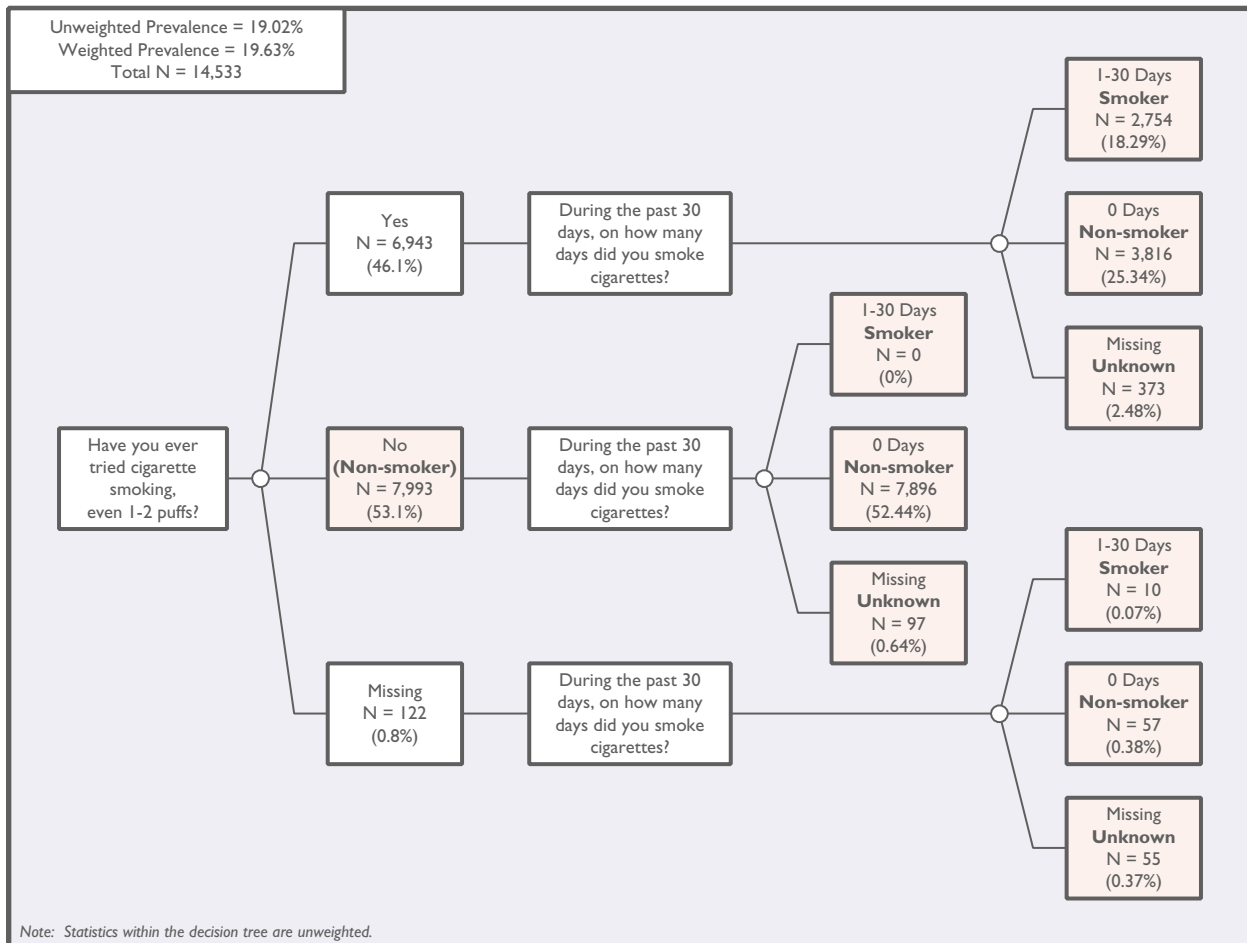 Unweighted Prevalence = 19.02%
Weighted Prevalence = 19.63%
Total N = 14,533
Have you ever
tried cigarette
smoking,
even 1-2 puffs?
Yes
N = 6,943
(46.1%)
During the past 30
days, on how many
days did you smoke
cigarettes?
1-30 Days
Smoker
N = 2,754
(18.29%)
0 Days
Non-smoker
N = 3,816
(25.34%)
Missing
Unknown
N = 373
(2.48%)
No
(Non-smoker)
N = 7,993
(53.1%)
During the past 30
days, on how many
days did you smoke
cigarettes?
1-30 Days
Smoker
N = 0
(0%)
0 Days
Non-smoker
N = 7,896
(52.44%)
Missing
Unknown
N = 97
(0.64%)
Missing
N = 122
(0.8%)
During the past 30
days, on how many
days did you smoke
cigarettes?
1-30 Days
Smoker
N = 10
(0.07%)
0 Days
Non-smoker
N = 57
(0.38%)
Missing
Unknown
N = 55
(0.37%)
Note: Statistics within the decision tree are unweighted.